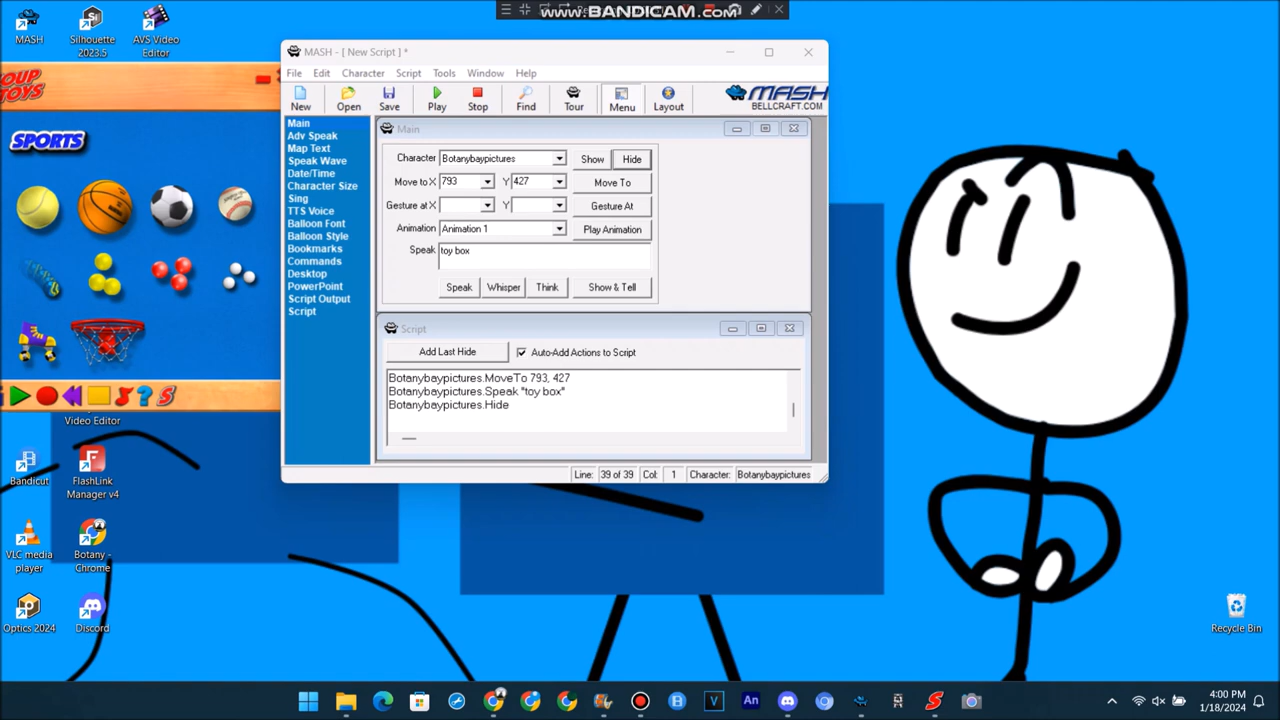 www.BANDICAM.com
MASH
Silhouette
2023.5
AVS Video
Editor
OUP
TOYS
SPORTS
S
Video Editor
Bandicut
FlashLink
Manager v4
VLC media
player
Botany -
Chrome
Optics 2024
Discord
MASH - [ New Script ] *
File Edit Character Script Tools Window Help
New Open Save Play Stop Find Tour Menu Layout
MASH
BELLCRAFT.COM
Main
Adv Speak
Map Text
Speak Wave
Date/Time
Character Size
Sing
TTS Voice
Balloon Font
Balloon Style
Bookmarks
Commands
Desktop
PowerPoint
Script Output
Script
Main
Character Botanybaypictures Show Hide
Move to X 793 Y 427 Move To
Gesture at X Y Gesture At
Animation Animation 1 Play Animation
Speak toy box
Speak Whisper Think Show & Tell
Script
Add Last Hide Auto-Add Actions to Script
Botanybaypictures.MoveTo 793, 427
Botanybaypictures.Speak "toy box"
Botanybaypictures.Hide
Line: 39 of 39 Col: 1 Character: Botanybaypictures
Recycle Bin
V An S
4:00 PM
1/18/2024